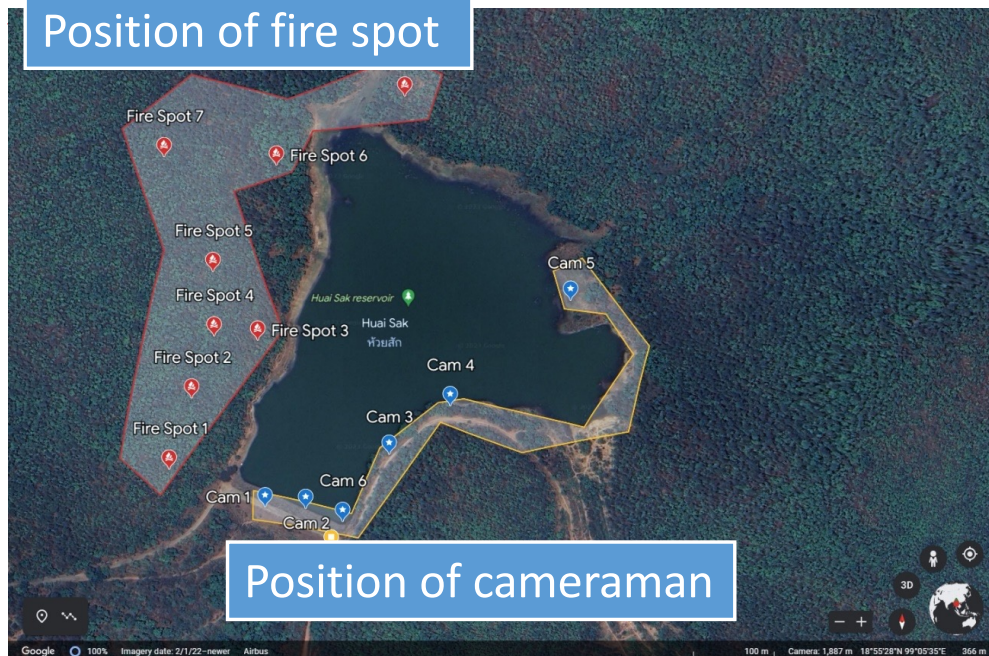 Position of fire spot
Fire Spot 7
Fire Spot 6
Fire Spot 5
Cam 5
Fire Spot 4
Huai Sak reservoir
Huai Sak
ห้วยสัก
Fire Spot 3
Fire Spot 2
Cam 4
Cam 3
Fire Spot 1
Cam 6
Cam 1
Cam 2
Position of cameraman
3D
Google 100% Imagery date: 2/1/22–newer Airbus 100 m Camera: 1,887 m 18°55'28"N 99°05'35"E 366 m